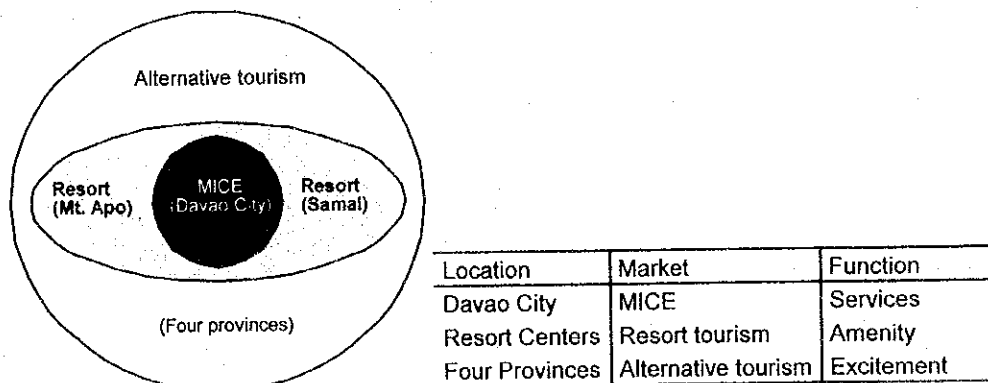 Alternative tourism
Resort
(Mt. Apo)
MICE
(Davao City)
Resort
(Samal)
(Four provinces)
Location Market Function
Davao City MICE Services
Resort Centers Resort tourism Amenity
Four Provinces Alternative tourism Excitement